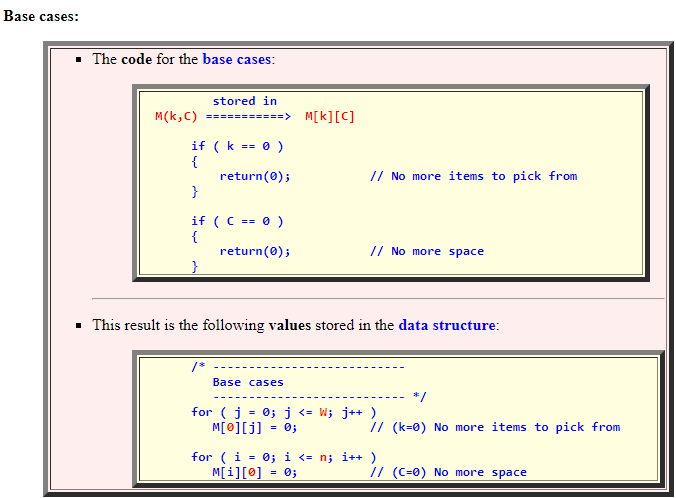 Base cases:
The code for the base cases:
stored in
M(k,C) ===========> M[k][C]
if ( k == 0 )
{
return(0); // No more items to pick from
}
if ( C == 0 )
{
return(0); // No more space
}
This result is the following values stored in the data structure:
/* ---------------------------
Base cases
--------------------------- */
for ( j = 0; j <= W; j++ )
M[0][j] = 0; // (k=0) No more items to pick from
for ( i = 0; i <= n; i++ )
M[i][0] = 0; // (C=0) No more space